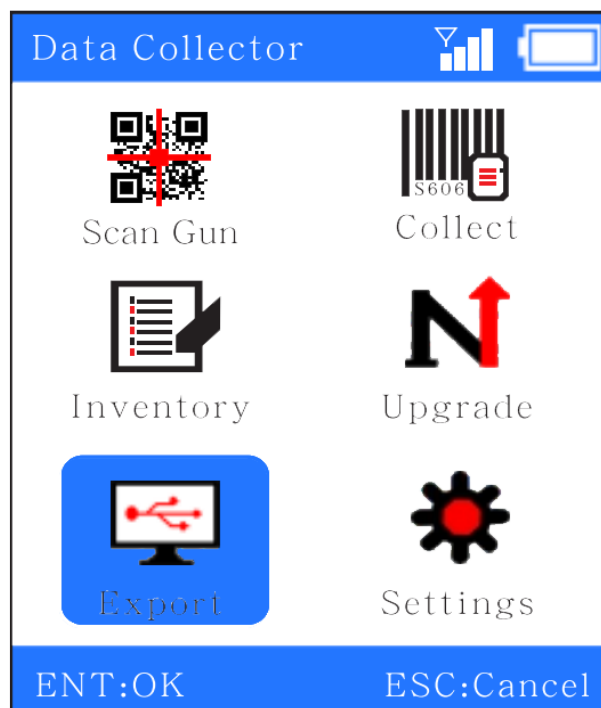 Data Collector
S606
Scan Gun
Collect
Inventory
Upgrade
Export
Settings
ENT:OK
ESC:Cancel